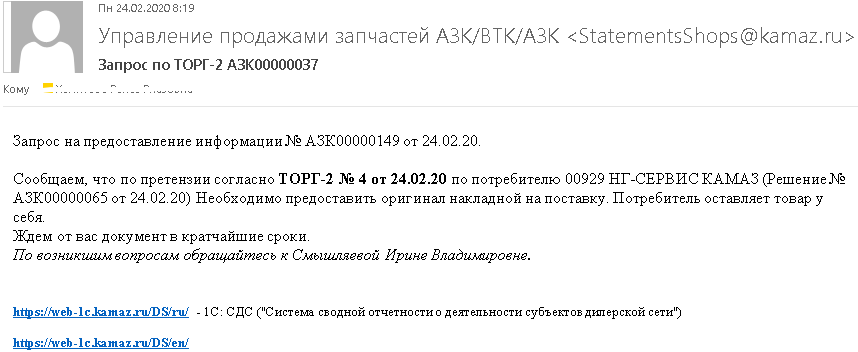 Пн 24.02.2020 8:19
Управление продажами запчастей АЗК/ВТК/АЗК <StatementsShops@kamaz.ru>
Запрос по ТОРГ-2 АЗК00000037
Кому
Запрос на предоставление информации № АЗК00000149 от 24.02.20.
Сообщаем, что по претензии согласно ТОРГ-2 № 4 от 24.02.20 по потребителю 00929 НГ-СЕРВИС КАМАЗ (Решение №
АЗК00000065 от 24.02.20) Необходимо предоставить оригинал накладной на поставку. Потребитель оставляет товар у
себя.
Ждем от вас документ в кратчайшие сроки.
По возникшим вопросам обращайтесь к Смышляевой Ирине Владимировне.
https://web-1c.kamaz.ru/DS/ru/ - 1С: СДС ("Система сводной отчетности о деятельности субъектов дилерской сети")
https://web-1c.kamaz.ru/DS/en/